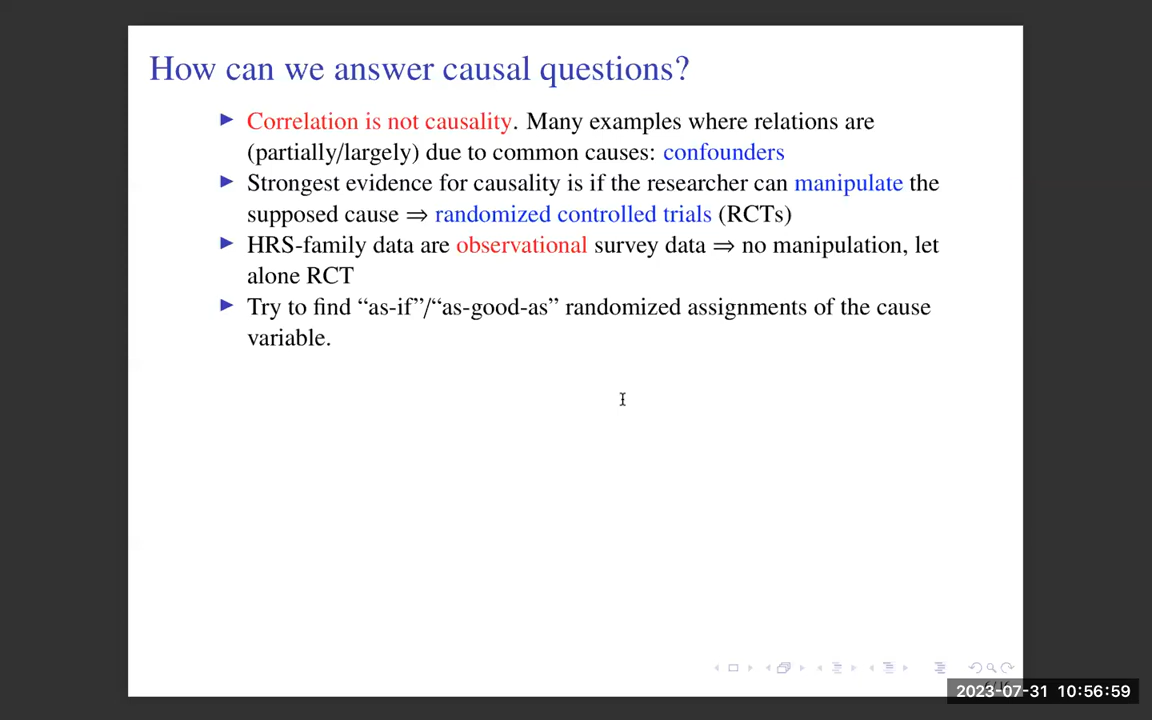 How can we answer causal questions?
▶ Correlation is not causality. Many examples where relations are
(partially/largely) due to common causes: confounders
▶ Strongest evidence for causality is if the researcher can manipulate the
supposed cause ⇒ randomized controlled trials (RCTs)
▶ HRS-family data are observational survey data ⇒ no manipulation, let
alone RCT
▶ Try to find “as-if”/“as-good-as” randomized assignments of the cause
variable.
2023-07-31 10:56:59